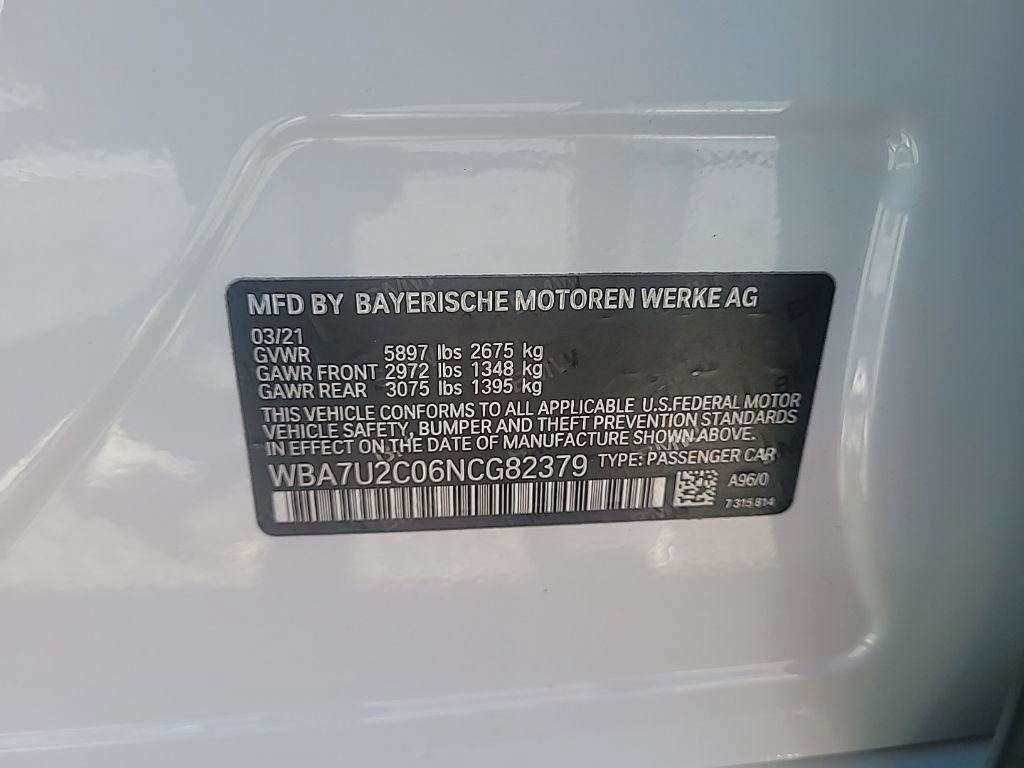 MFD BY BAYERISCHE MOTOREN WERKE AG
03/21
GVWR 5897 lbs 2675 kg
GAWR FRONT 2972 lbs 1348 kg
GAWR REAR 3075 lbs 1395 kg
THIS VEHICLE CONFORMS TO ALL APPLICABLE U.S.FEDERAL MOTOR
VEHICLE SAFETY, BUMPER AND THEFT PREVENTION STANDARDS
IN EFFECT ON THE DATE OF MANUFACTURE SHOWN ABOVE.
WBA7U2C06NCG82379 TYPE: PASSENGER CAR
A96/0
7 315 814